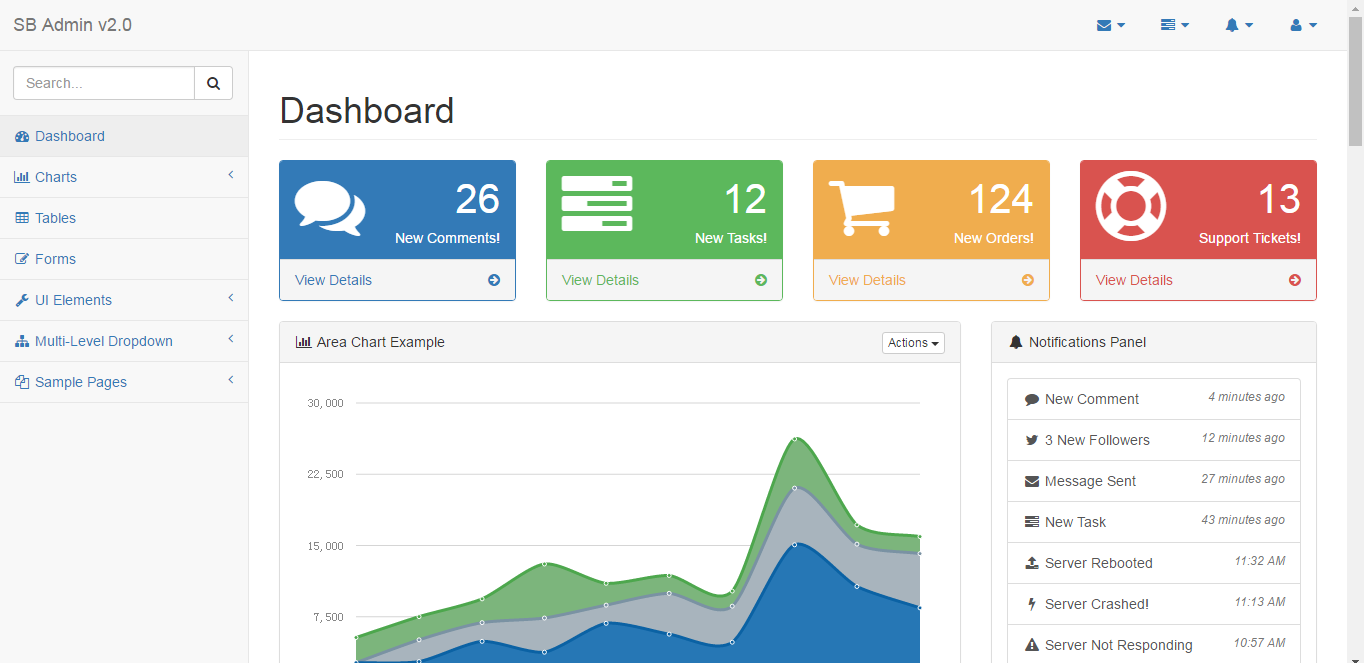 SB Admin v2.0
Search...
Dashboard
Charts
Tables
Forms
UI Elements
Multi-Level Dropdown
Sample Pages
Dashboard
26
New Comments!
View Details
12
New Tasks!
View Details
124
New Orders!
View Details
13
Support Tickets!
View Details
Area Chart Example
Actions
30,000
22,500
15,000
7,500
Notifications Panel
New Comment 4 minutes ago
3 New Followers 12 minutes ago
Message Sent 27 minutes ago
New Task 43 minutes ago
Server Rebooted 11:32 AM
Server Crashed! 11:13 AM
Server Not Responding 10:57 AM